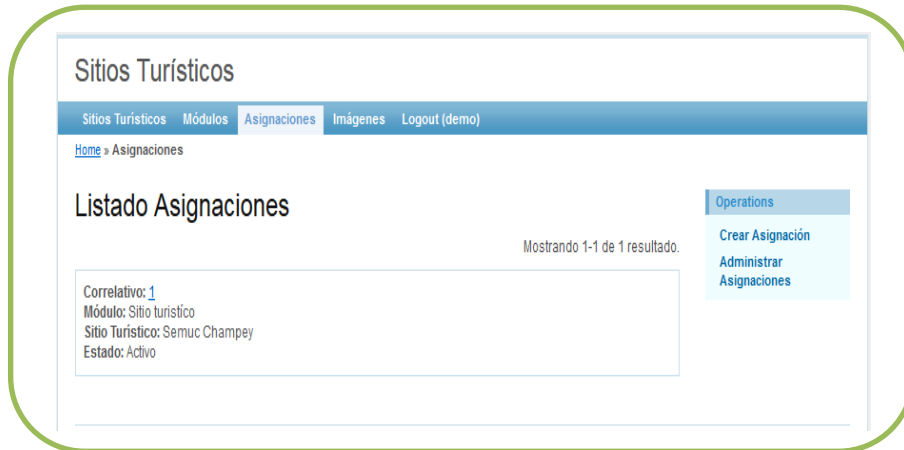 Sitios Turísticos
Sitios Turísticos Módulos Asignaciones Imágenes Logout (demo)
Home » Asignaciones
Listado Asignaciones
Operations
Crear Asignación
Administrar
Asignaciones
Mostrando 1-1 de 1 resultado.
Correlativo: 1
Módulo: Sitio turistíco
Sitio Turístico: Semuc Champey
Estado: Activo